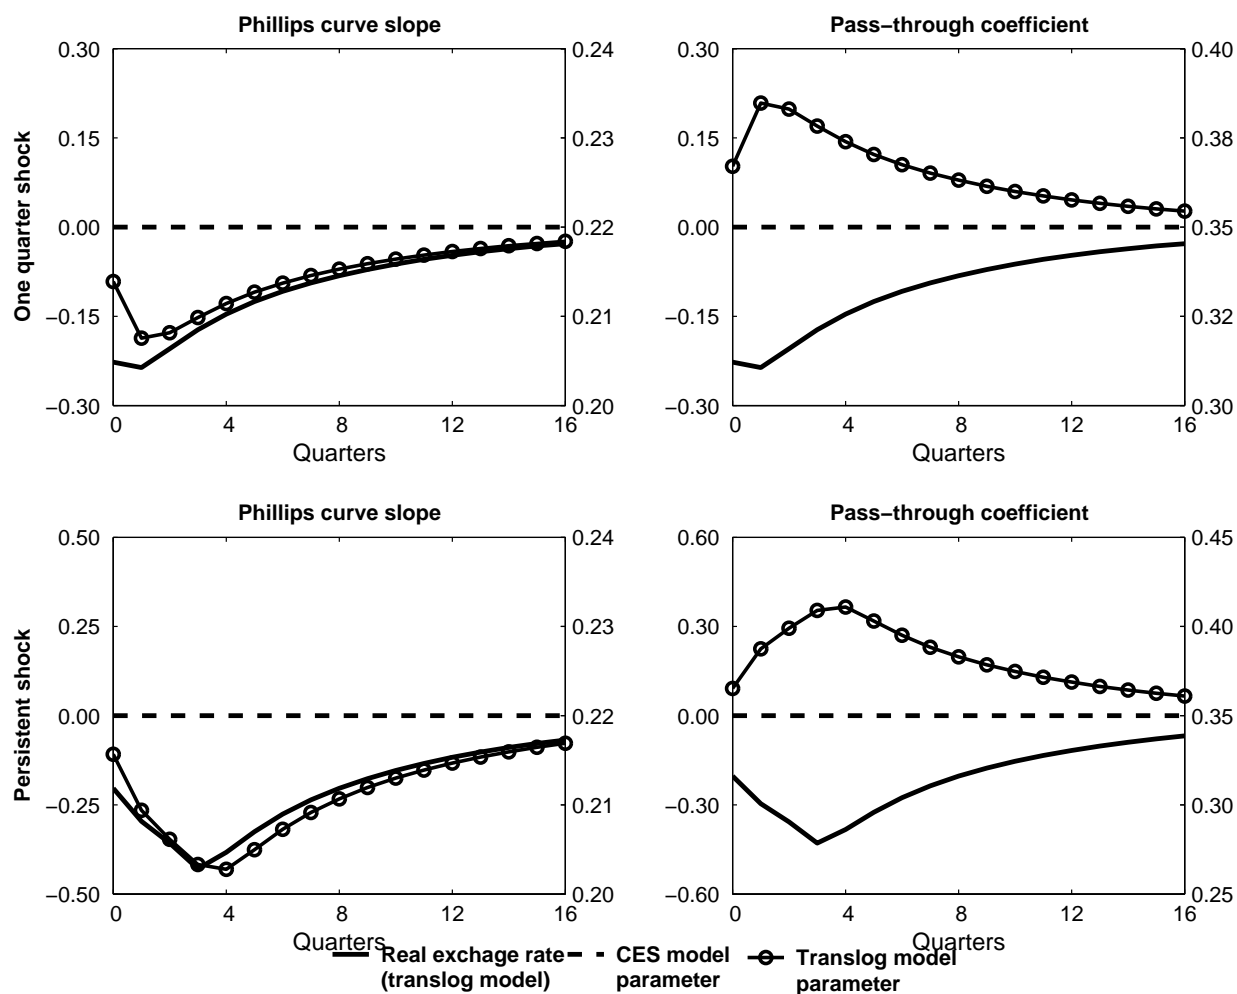 Phillips curve slope
Pass−through coefficient
0.30
0.24
0.30
0.40
0.15
0.23
0.15
0.38
One quarter shock
0.00
0.22
0.00
0.35
−0.15
0.21
−0.15
0.32
−0.30
0.20
−0.30
0.30
0 4 8 12 16
0 4 8 12 16
Quarters
Quarters
Phillips curve slope
Pass−through coefficient
0.50
0.24
0.60
0.45
0.25
0.23
0.30
0.40
Persistent shock
0.00
0.22
0.00
0.35
−0.25
0.21
−0.30
0.30
−0.50
0.20
−0.60
0.25
0 4 8 12 16
0 4 8 12 16
Quarters
Quarters
Real exchage rate
(translog model)
CES model
parameter
Translog model
parameter